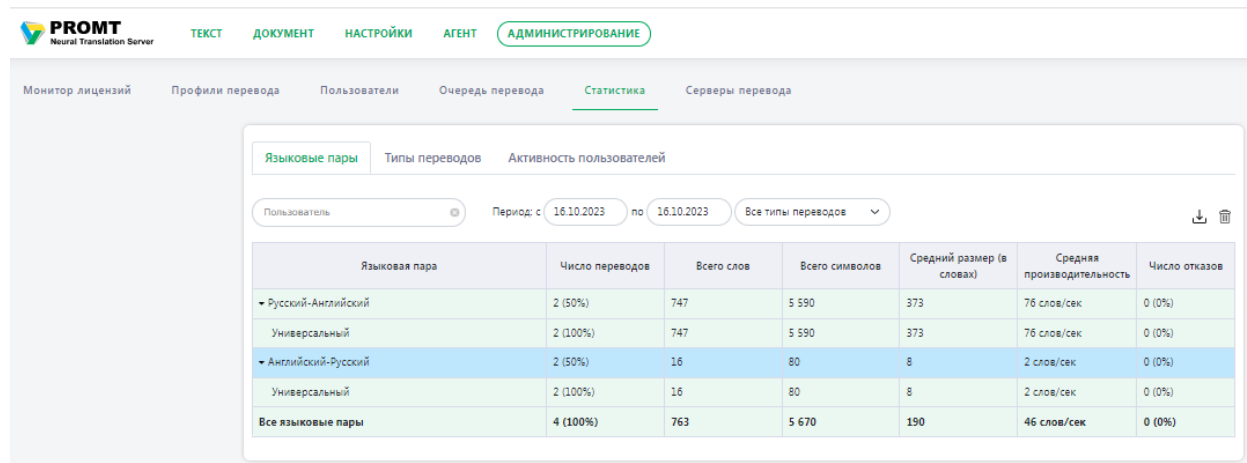 PROMT
Neural Translation Server
ТЕКСТ ДОКУМЕНТ НАСТРОЙКИ АГЕНТ АДМИНИСТРИРОВАНИЕ
Монитор лицензий Профили перевода Пользователи Очередь перевода Статистика Серверы перевода
Языковые пары Типы переводов Активность пользователей
Пользователь Период: с 16.10.2023 по 16.10.2023 Все типы переводов
Языковая пара Число переводов Всего слов Всего символов Средний размер (в словах) Средняя производительность Число отказов
Русский-Английский 2 (50%) 747 5 590 373 76 слов/сек 0 (0%)
Универсальный 2 (100%) 747 5 590 373 76 слов/сек 0 (0%)
Английский-Русский 2 (50%) 16 80 8 2 слов/сек 0 (0%)
Универсальный 2 (100%) 16 80 8 2 слов/сек 0 (0%)
Все языковые пары 4 (100%) 763 5 670 190 46 слов/сек 0 (0%)